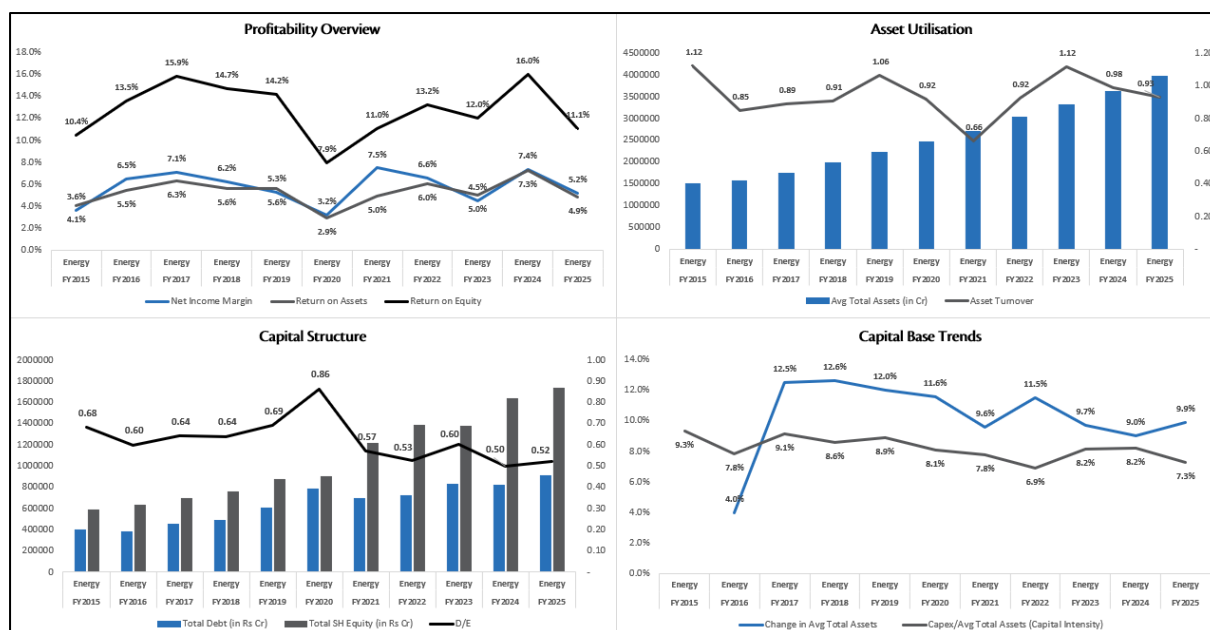 Profitability Overview
18.0%
16.0%
14.0%
12.0%
10.0%
8.0%
6.0%
4.0%
2.0%
0.0%
10.4% 13.5% 15.9% 14.7% 14.2% 7.9% 11.0% 13.2% 12.0% 16.0% 11.1%
3.6% 6.5% 7.1% 6.2% 5.3% 3.2% 7.5% 6.6% 4.5% 7.4% 5.2%
4.1% 5.5% 6.3% 5.6% 5.6% 2.9% 5.0% 6.0% 5.0% 7.3% 4.9%
Energy Energy Energy Energy Energy Energy Energy Energy Energy Energy Energy
FY2015 FY2016 FY2017 FY2018 FY2019 FY2020 FY2021 FY2022 FY2023 FY2024 FY2025
Net Income Margin Return on Assets Return on Equity
Asset Utilisation
4500000
4000000
3500000
3000000
2500000
2000000
1500000
1000000
500000
0
1.12 0.85 0.89 0.91 1.06 0.92 0.66 0.92 1.12 0.98 0.93
1.20
1.00
0.80
0.60
0.40
0.20
-
Energy Energy Energy Energy Energy Energy Energy Energy Energy Energy Energy
FY2015 FY2016 FY2017 FY2018 FY2019 FY2020 FY2021 FY2022 FY2023 FY2024 FY2025
Avg Total Assets (in Cr) Asset Turnover
Capital Structure
2000000
1800000
1600000
1400000
1200000
1000000
800000
600000
400000
200000
0
0.68 0.60 0.64 0.64 0.69 0.86 0.57 0.53 0.60 0.50 0.52
1.00
0.90
0.80
0.70
0.60
0.50
0.40
0.30
0.20
0.10
-
Energy Energy Energy Energy Energy Energy Energy Energy Energy Energy Energy
FY2015 FY2016 FY2017 FY2018 FY2019 FY2020 FY2021 FY2022 FY2023 FY2024 FY2025
Total Debt (in Rs Cr) Total SH Equity (in Rs Cr) D/E
Capital Base Trends
14.0%
12.0%
10.0%
8.0%
6.0%
4.0%
2.0%
0.0%
4.0% 12.5% 12.6% 12.0% 11.6% 9.6% 11.5% 9.7% 9.0% 9.9%
9.3% 7.8% 9.1% 8.6% 8.9% 8.1% 7.8% 6.9% 8.2% 8.2% 7.3%
Energy Energy Energy Energy Energy Energy Energy Energy Energy Energy Energy
FY2015 FY2016 FY2017 FY2018 FY2019 FY2020 FY2021 FY2022 FY2023 FY2024 FY2025
Change in Avg Total Assets Capex/Avg Total Assets (Capital Intensity)